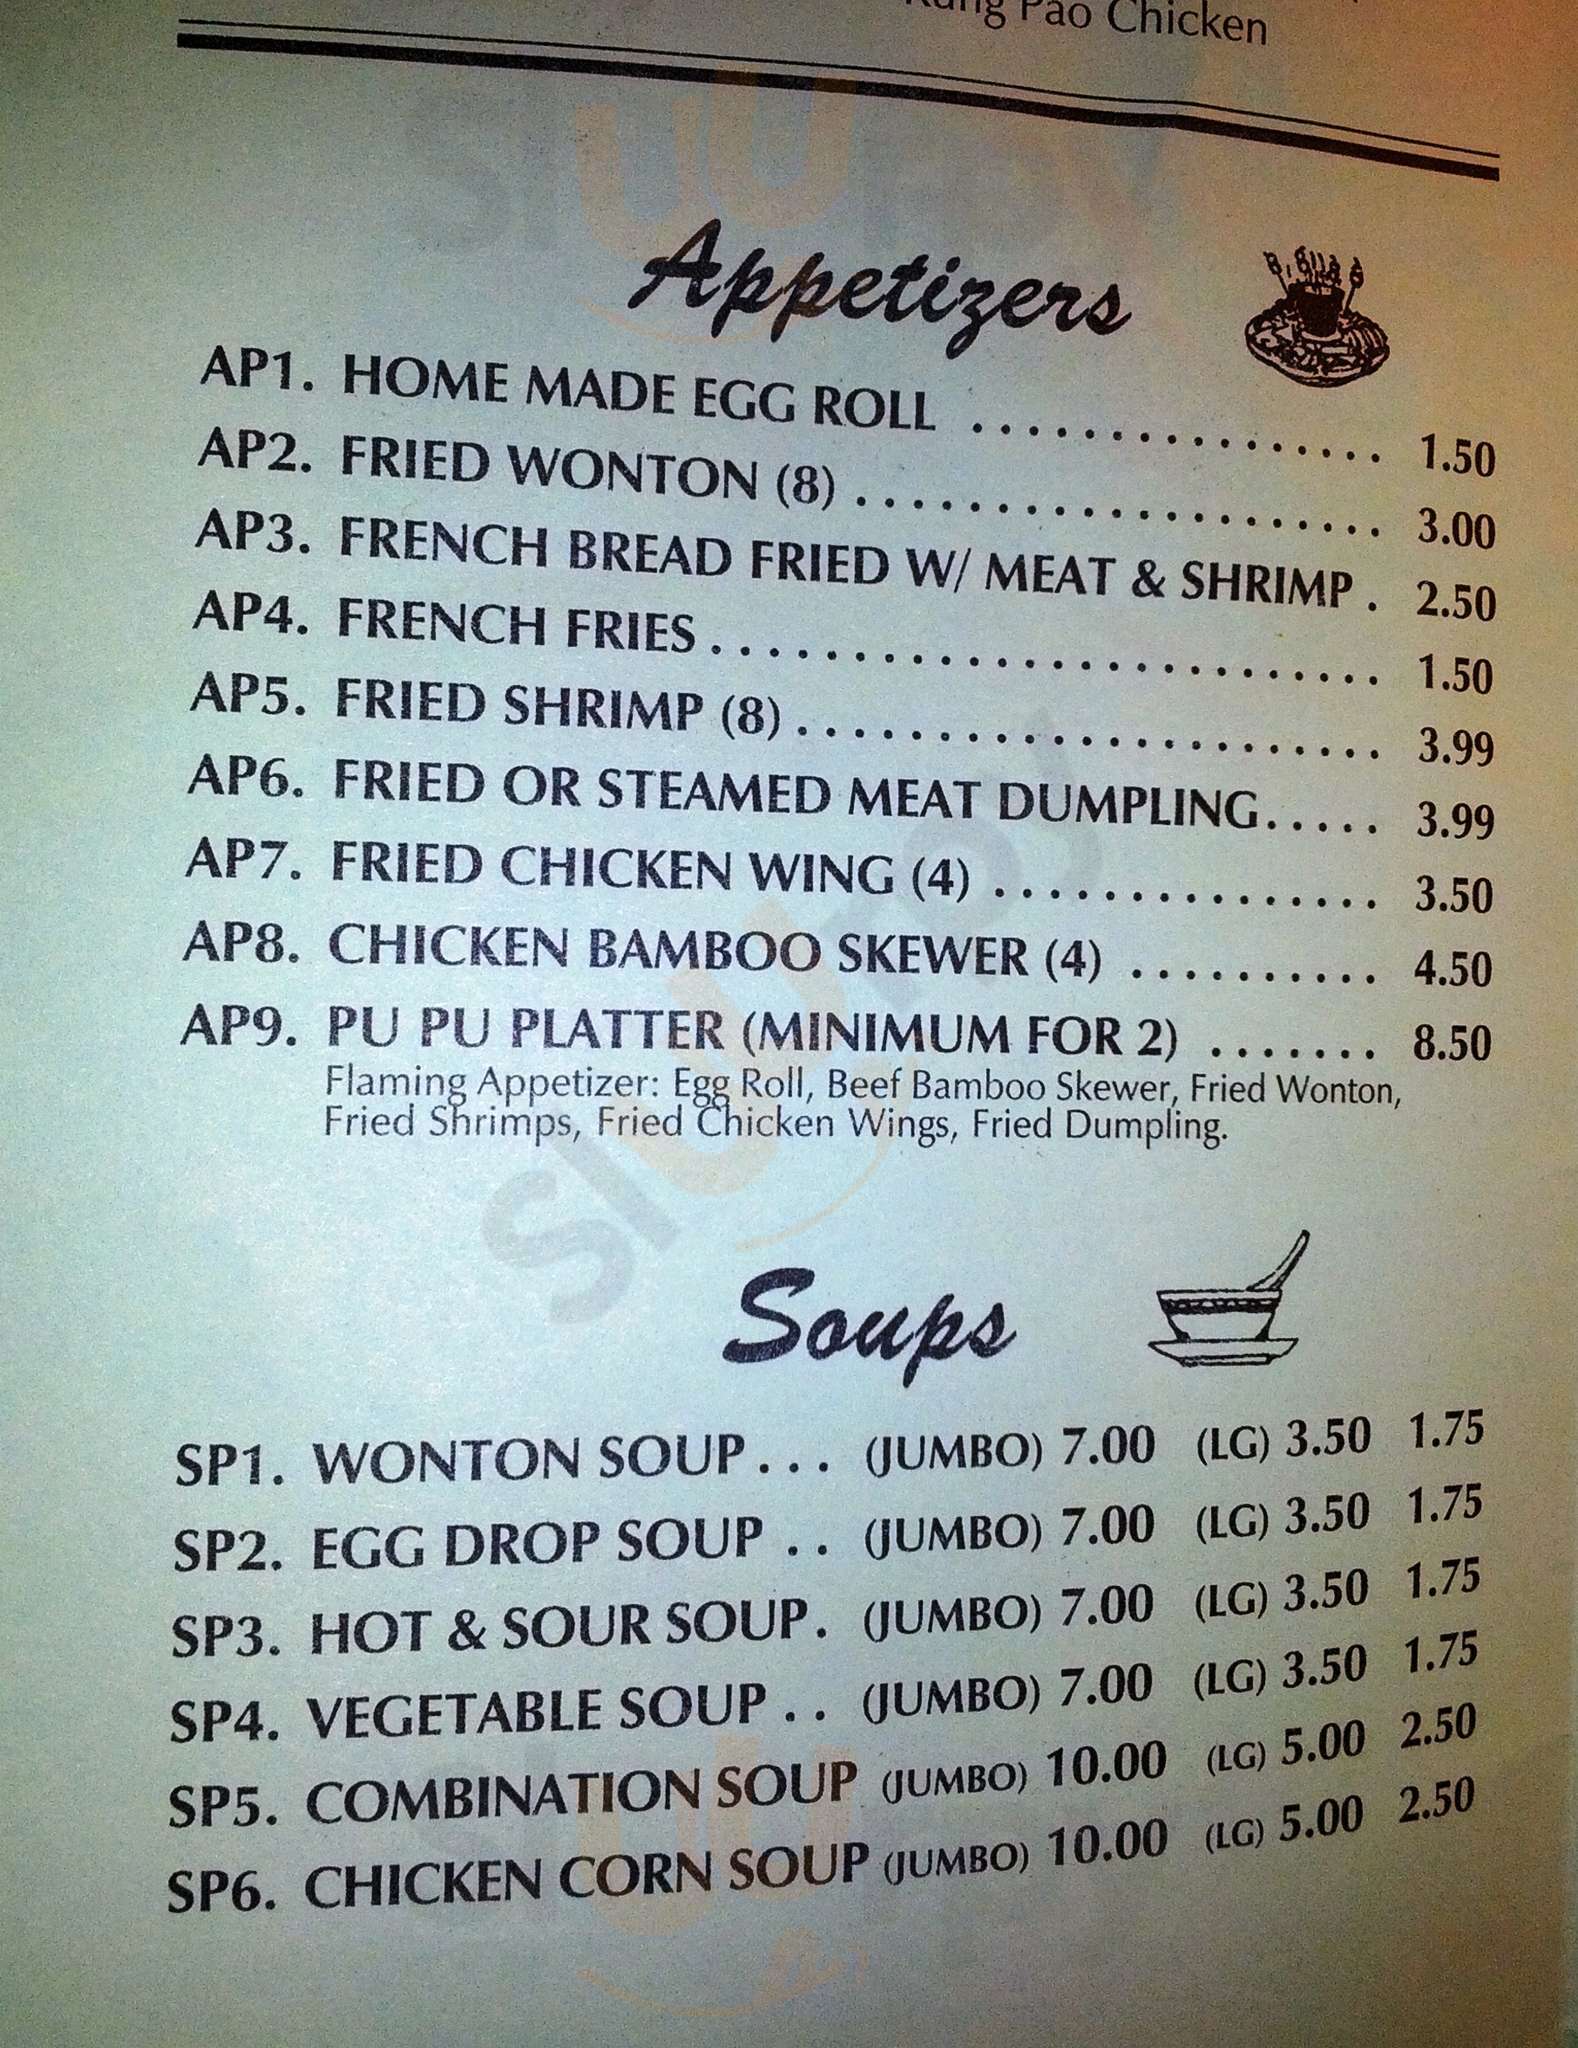 Kung Pao Chicken
Appetizers
AP1. HOME MADE EGG ROLL ................ 1.50
AP2. FRIED WONTON (8) ................... 3.00
AP3. FRENCH BREAD FRIED W/ MEAT & SHRIMP . 2.50
AP4. FRENCH FRIES ........................ 1.50
AP5. FRIED SHRIMP (8) ..................... 3.99
AP6. FRIED OR STEAMED MEAT DUMPLING..... 3.99
AP7. FRIED CHICKEN WING (4) .............. 3.50
AP8. CHICKEN BAMBOO SKEWER (4) ......... 4.50
AP9. PU PU PLATTER (MINIMUM FOR 2) ....... 8.50
Flaming Appetizer: Egg Roll, Beef Bamboo Skewer, Fried Wonton,
Fried Shrimps, Fried Chicken Wings, Fried Dumpling.
Soups
SP1. WONTON SOUP... (JUMBO) 7.00 (LG) 3.50 1.75
SP2. EGG DROP SOUP .. (JUMBO) 7.00 (LG) 3.50 1.75
SP3. HOT & SOUR SOUP. (JUMBO) 7.00 (LG) 3.50 1.75
SP4. VEGETABLE SOUP .. (JUMBO) 7.00 (LG) 3.50 1.75
SP5. COMBINATION SOUP (JUMBO) 10.00 (LG) 5.00 2.50
SP6. CHICKEN CORN SOUP (JUMBO) 10.00 (LG) 5.00 2.50